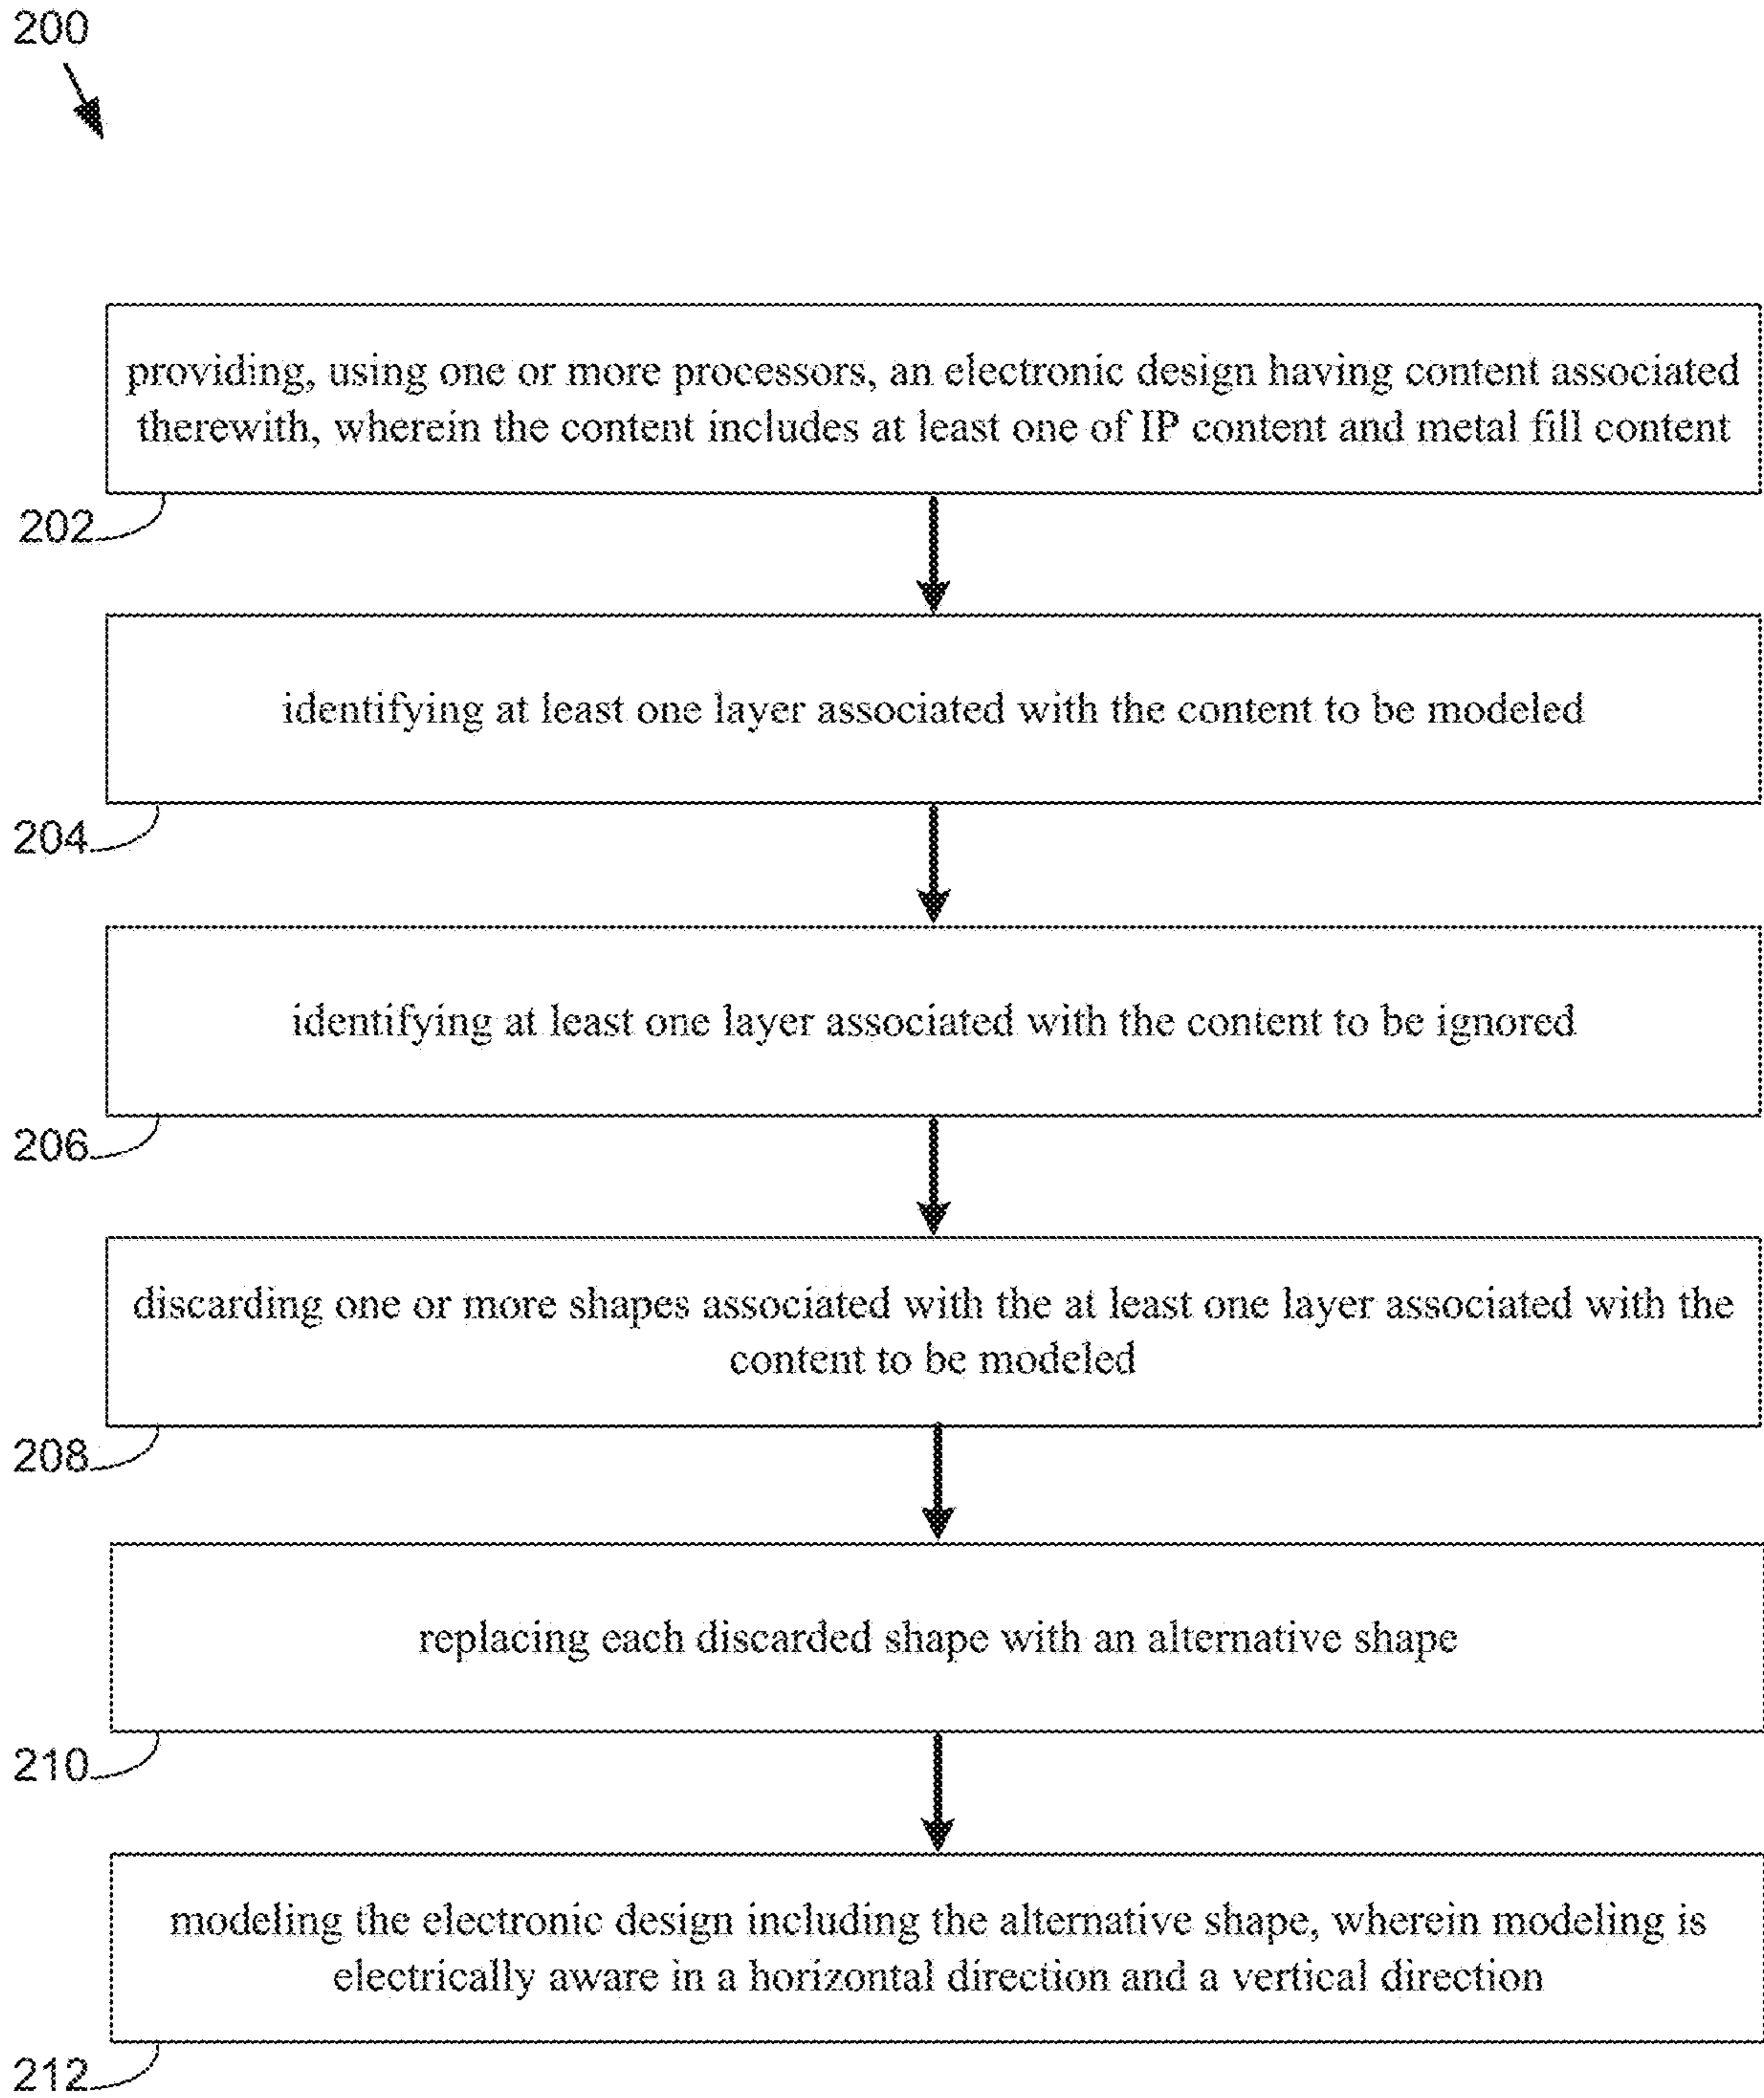 200
providing, using one or more processors, an electronic design having content associated
therewith, wherein the content includes at least one of IP content and metal fill content
202
identifying at least one layer associated with the content to be modeled
204
identifying at least one layer associated with the content to be ignored
206
discarding one or more shapes associated with the at least one layer associated with the
content to be modeled
208
replacing each discarded shape with an alternative shape
210
modeling the electronic design including the alternative shape, wherein modeling is
electrically aware in a horizontal direction and a vertical direction
212